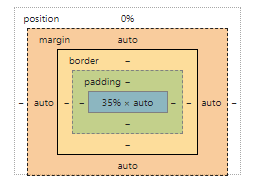 position 0%
margin auto
border –
padding –
– auto – – 35% × auto – – auto –
–
–
auto